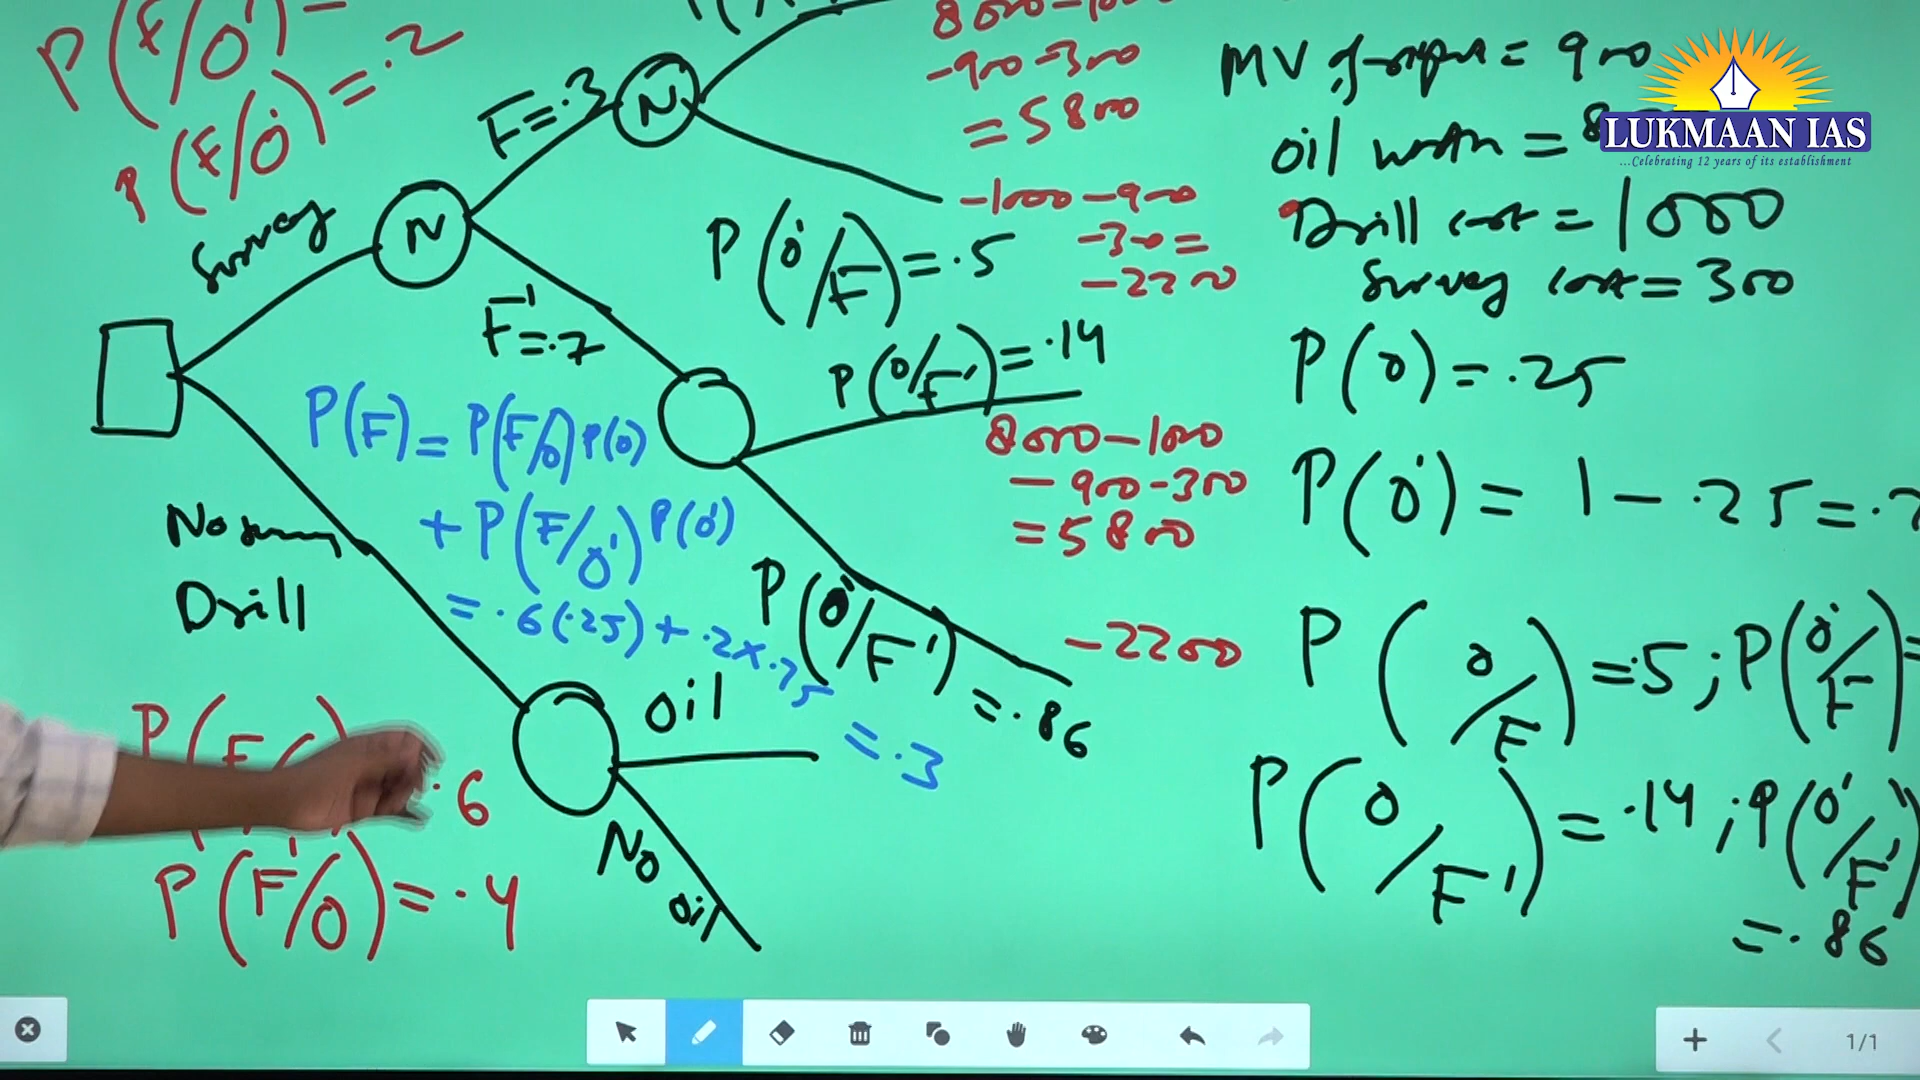 P(F/O') =
P(F/O') = .2
Survey
F = .3
N
N
8000 - 1000
- 900 - 300
= 5800
- 1000 - 900
- 300 =
- 2200
P(O'/F) = .5
F' = .7
P(O/F') = .14
8000 - 1000
- 900 - 300
= 5800
P(O'/F') = .86
- 2200
P(F) = P(F/O) P(O)
+ P(F/O') P(O')
= .6(.25) + .2 x .75
= .3
Drill
Oil
No Oil
.6
P(F'/O) = .4
MV of = 900
Oil worth = 8
Drill cost = 1000
Survey cost = 300
P(O) = .25
P(O') = 1 - .25 =
P(O/F) = .5 ; P(O'/F) =
P(O/F') = .14 ; P(O'/F')
= .86
LUKMAAN IAS
...Celebrating 12 years of its establishment
1/1